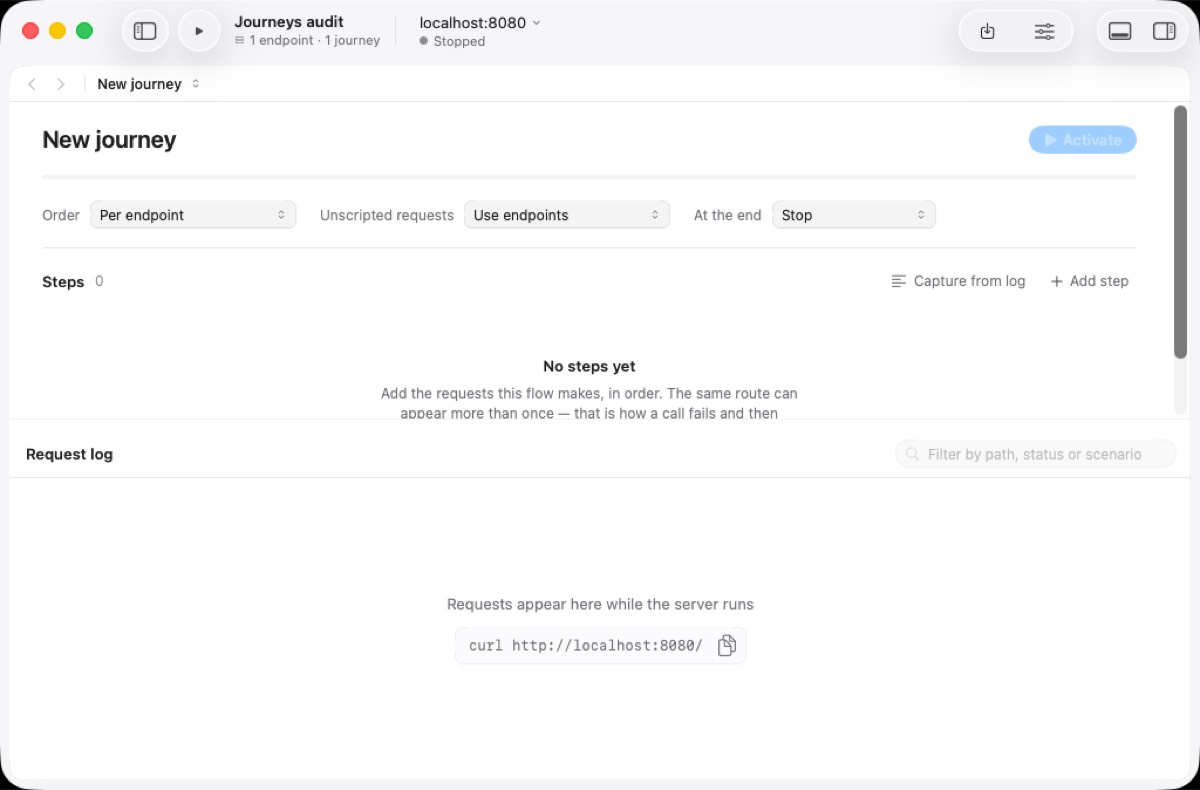 Journeys audit
1 endpoint · 1 journey
localhost:8080
Stopped
New journey
New journey
Activate
Order
Per endpoint
Unscripted requests
Use endpoints
At the end
Stop
Steps 0
Capture from log
Add step
No steps yet
Add the requests this flow makes, in order. The same route can
appear more than once — that is how a call fails and then
Request log
Filter by path, status or scenario
Requests appear here while the server runs
curl http://localhost:8080/